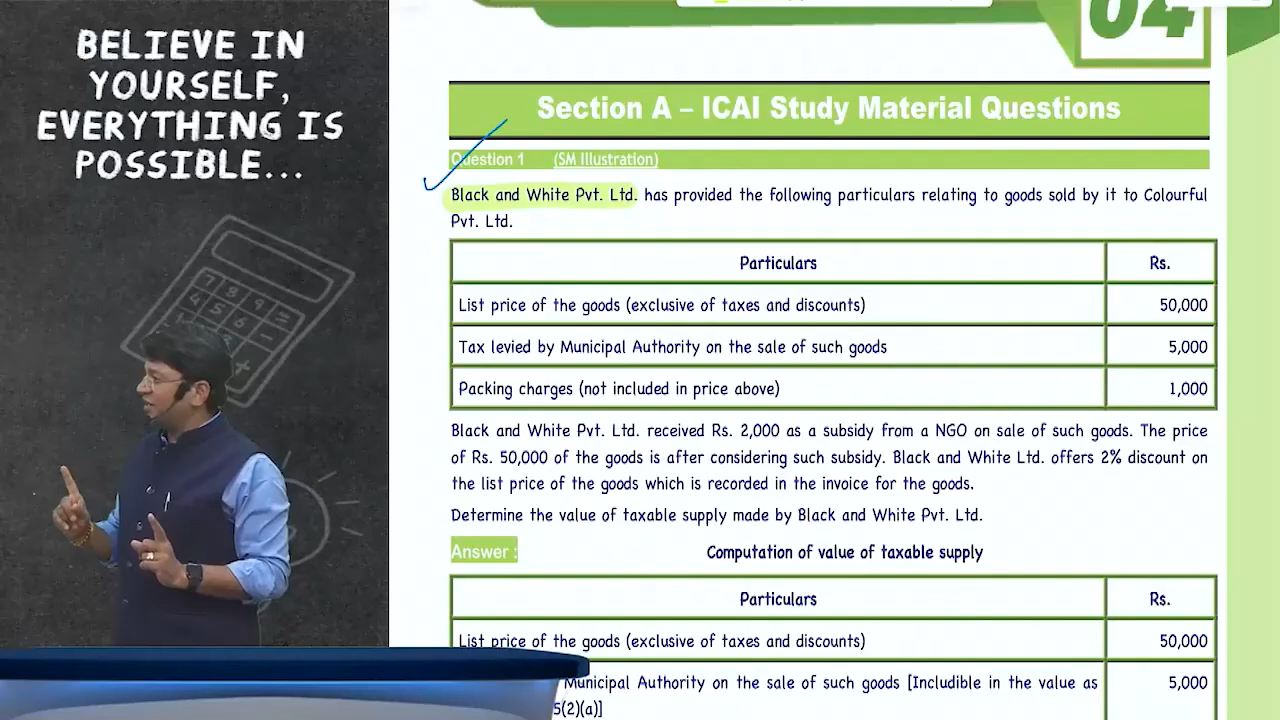 BELIEVE IN
YOURSELF,
EVERYTHING IS
POSSIBLE...
04
Section A – ICAI Study Material Questions
Question 1 (SM Illustration)
Black and White Pvt. Ltd. has provided the following particulars relating to goods sold by it to Colourful
Pvt. Ltd.
Particulars Rs.
List price of the goods (exclusive of taxes and discounts) 50,000
Tax levied by Municipal Authority on the sale of such goods 5,000
Packing charges (not included in price above) 1,000
Black and White Pvt. Ltd. received Rs. 2,000 as a subsidy from a NGO on sale of such goods. The price
of Rs. 50,000 of the goods is after considering such subsidy. Black and White Ltd. offers 2% discount on
the list price of the goods which is recorded in the invoice for the goods.
Determine the value of taxable supply made by Black and White Pvt. Ltd.
Answer : Computation of value of taxable supply
Particulars Rs.
List price of the goods (exclusive of taxes and discounts) 50,000
Municipal Authority on the sale of such goods [Includible in the value as 5,000
5(2)(a)]